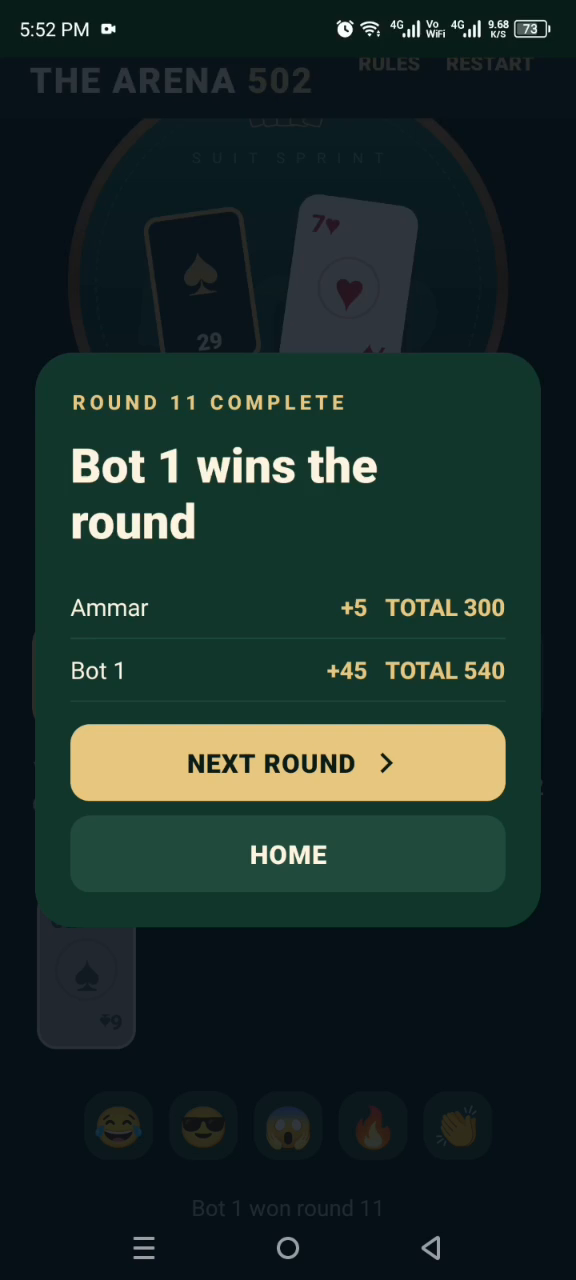 5:52 PM
4G Vo WiFi 4G 9.68 K/S 73
THE ARENA 502 RULES RESTART
SUIT SPRINT
7♥
29
ROUND 11 COMPLETE
Bot 1 wins the
round
Ammar +5 TOTAL 300
Bot 1 +45 TOTAL 540
NEXT ROUND >
HOME
Bot 1 won round 11